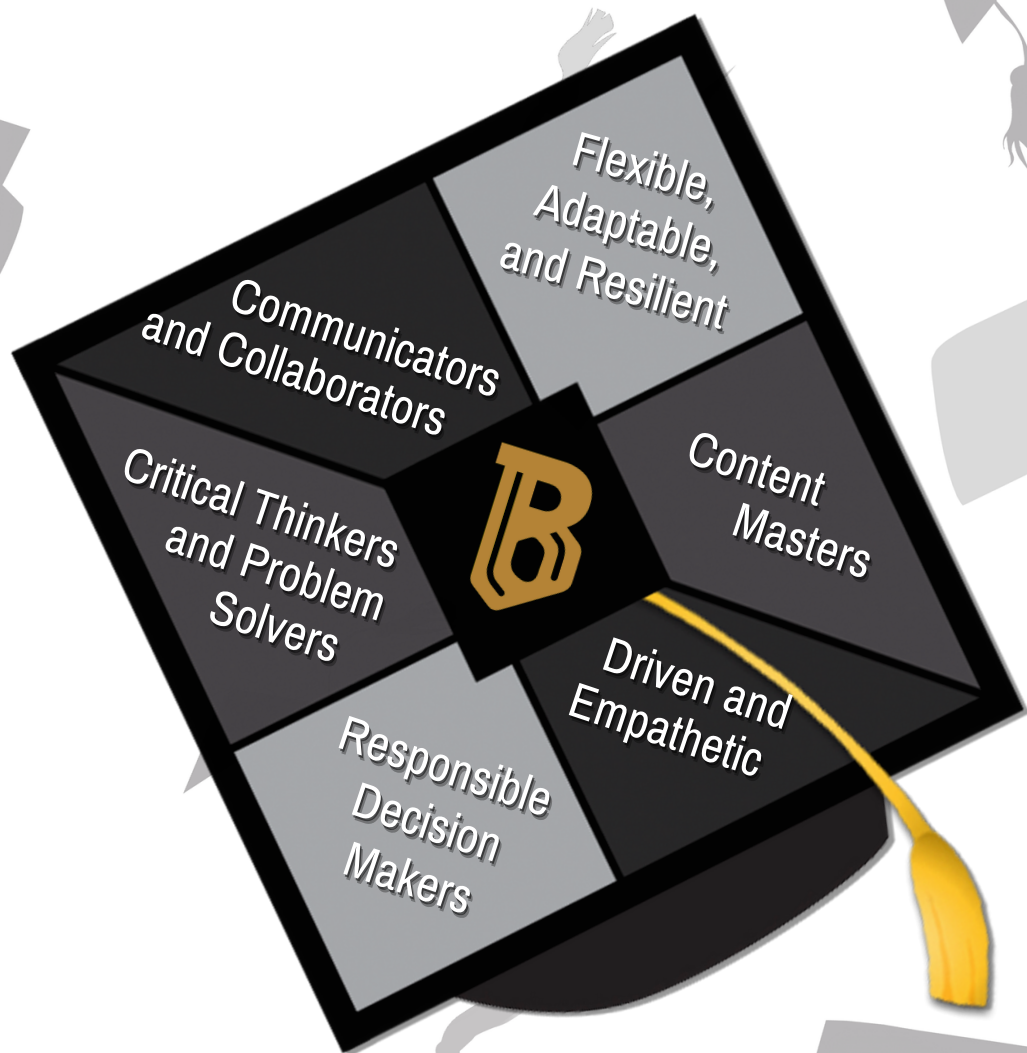 Flexible,
Adaptable,
and Resilient
Communicators
and Collaborators
Content
Masters
Critical Thinkers
and Problem
Solvers
B
Driven and
Empathetic
Responsible
Decision
Makers